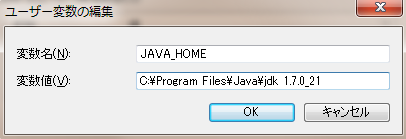 ユーザー変数の編集
変数名(N):
JAVA_HOME
変数値(V):
C:¥Program Files¥Java¥jdk 1.7.0_21
OK
キャンセル